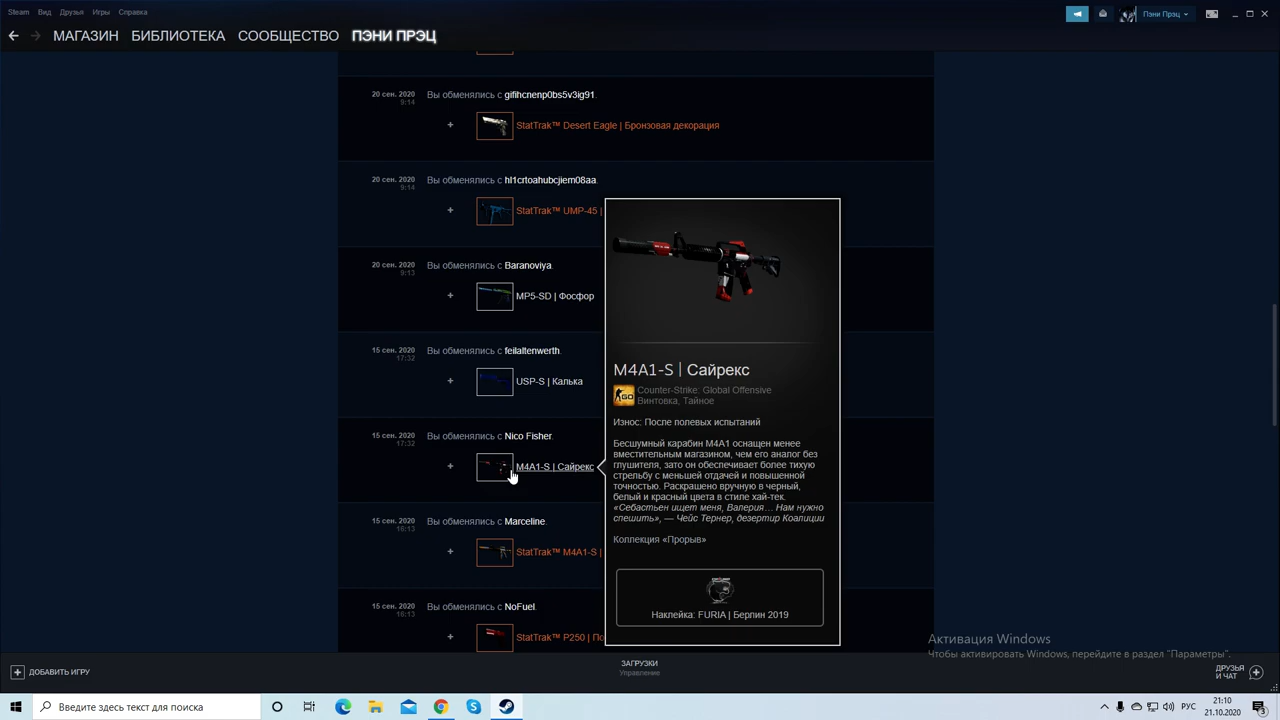 Steam Вид Друзья Игры Справка
Пэни Прэц
МАГАЗИН БИБЛИОТЕКА СООБЩЕСТВО ПЭНИ ПРЭЦ
20 сен. 2020
9:14
Вы обменялись с gifihcnenp0bs5v3ig91.
+
StatTrak™ Desert Eagle | Бронзовая декорация
20 сен. 2020
9:14
Вы обменялись с hl1crtoahubcjiem08aa.
+
StatTrak™ UMP-45 |
20 сен. 2020
9:13
Вы обменялись с Baranoviya.
+
MP5-SD | Фосфор
15 сен. 2020
17:32
Вы обменялись с feilaltenwerth.
+
USP-S | Калька
15 сен. 2020
17:32
Вы обменялись с Nico Fisher.
+
M4A1-S | Сайрекс
15 сен. 2020
16:13
Вы обменялись с Marceline.
+
StatTrak™ M4A1-S |
15 сен. 2020
16:13
Вы обменялись с NoFuel.
+
StatTrak™ P250 | По
M4A1-S | Сайрекс
GO
Counter-Strike: Global Offensive
Винтовка, Тайное
Износ: После полевых испытаний
Бесшумный карабин M4A1 оснащен менее
вместительным магазином, чем его аналог без
глушителя, зато он обеспечивает более тихую
стрельбу с меньшей отдачей и повышенной
точностью. Раскрашено вручную в черный,
белый и красный цвета в стиле хай-тек.
«Себастьен ищет меня, Валерия... Нам нужно
спешить», — Чейс Тернер, дезертир Коалиции
Коллекция «Прорыв»
Наклейка: FURIA | Берлин 2019
Активация Windows
Чтобы активировать Windows, перейдите в раздел "Параметры".
ДОБАВИТЬ ИГРУ
ЗАГРУЗКИ
Управление
ДРУЗЬЯ
И ЧАТ
Введите здесь текст для поиска
РУС
21:10
21.10.2020
3